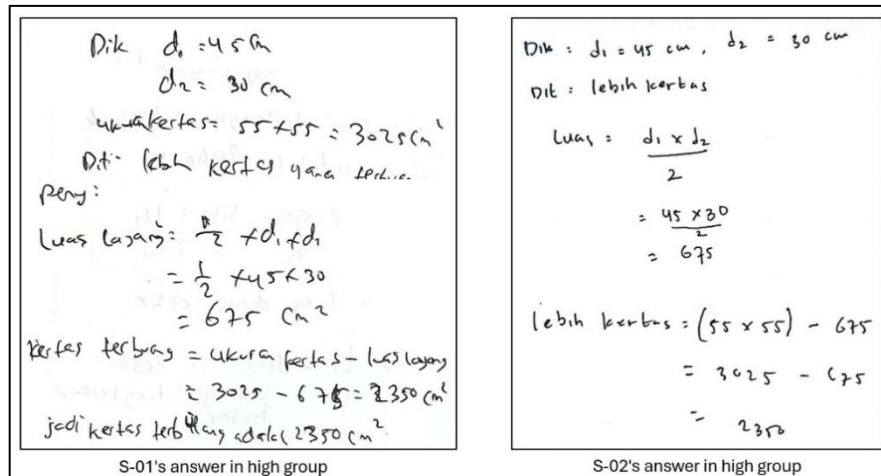 Dik d₁ = 45 cm
d₂ = 30 cm
ukuran kertas = 55 × 55 = 3025 cm²
Dit: lebih kertas yang
peny:
Luas layang² = ½ × d₁ × d₁
= ½ × 45 × 30
= 675 cm²
kertas terbuang = ukuran kertas - luas layang
= 3025 - 675 = 2350 cm²
jadi kertas terbuang adalah 2350 cm².
S-01's answer in high group
Dik : d₁ = 45 cm, d₂ = 30 cm
Dit : lebih kertas
Luas = d₁ × d₂
2
= 45 × 30
2
= 675
lebih kertas = (55 × 55) - 675
= 3025 - 675
= 2350
S-02's answer in high group